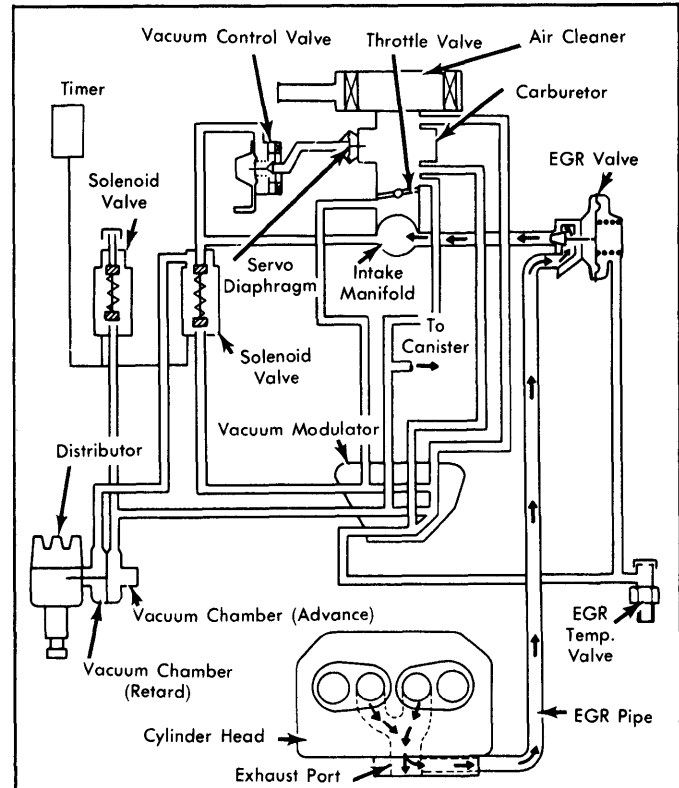 Vacuum Control Valve
Throttle Valve
Air Cleaner
Timer
Carburetor
EGR Valve
Solenoid
Valve
Servo
Diaphragm
Intake
Manifold
To
Canister
Solenoid
Valve
Vacuum Modulator
Distributor
Vacuum Chamber (Advance)
Vacuum Chamber
(Retard)
EGR
Temp.
Valve
Cylinder Head
EGR Pipe
Exhaust Port